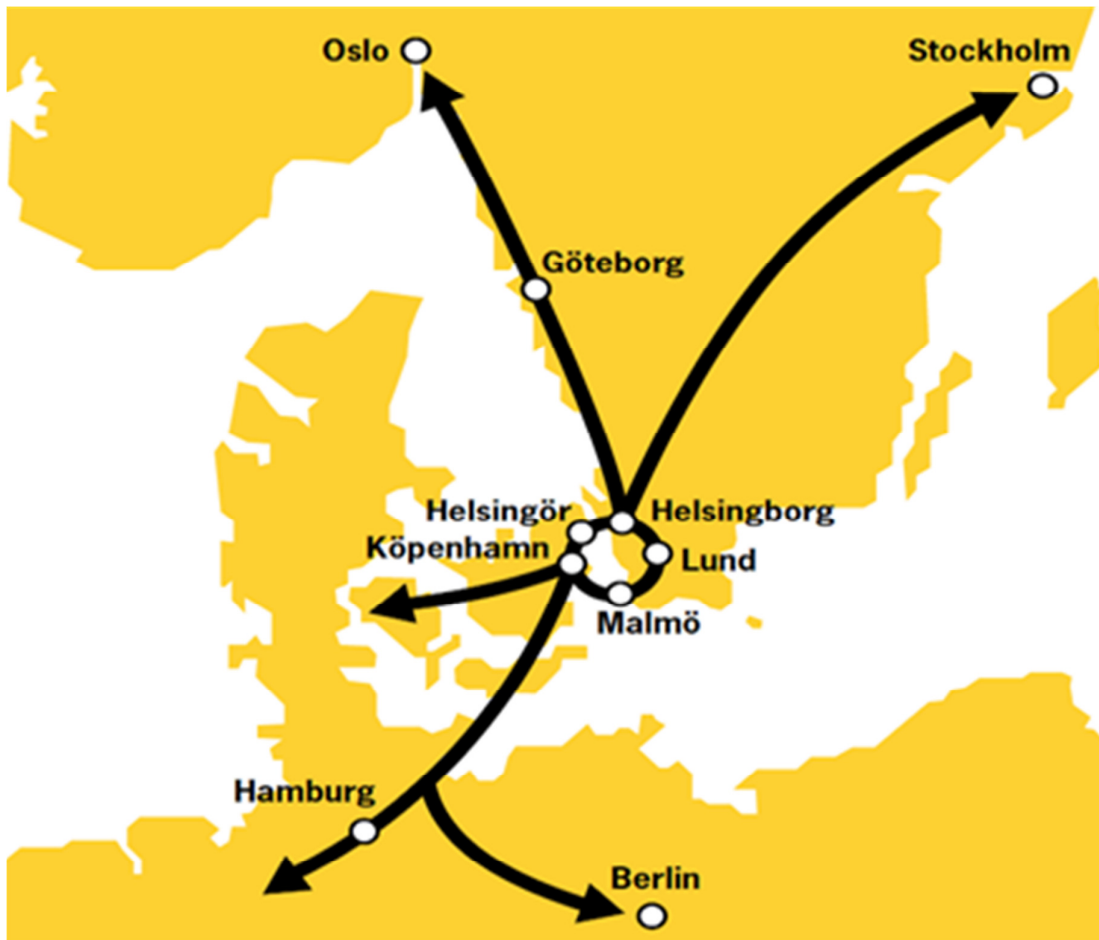 Oslo
Stockholm
Göteborg
Helsingör
Helsingborg
Köpenhamn
Lund
Malmö
Hamburg
Berlin